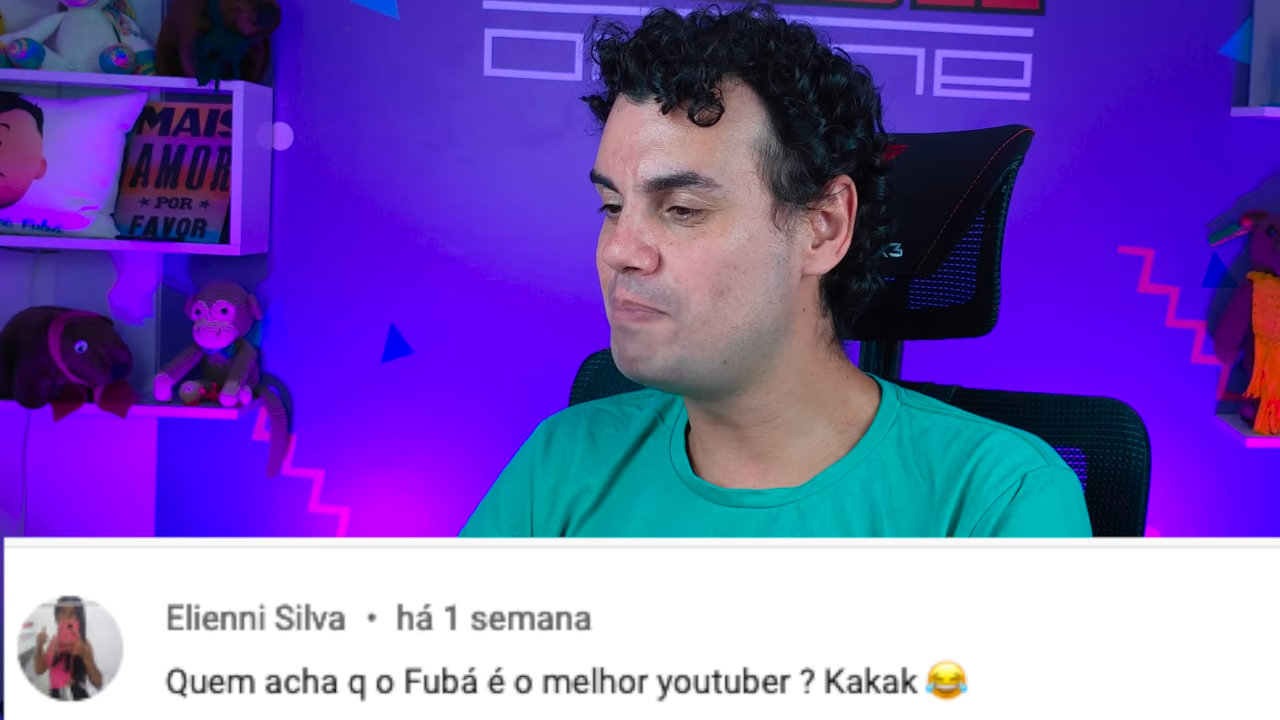 MAIS
AMOR
POR
FAVOR
Elienni Silva • há 1 semana
Quem acha q o Fubá é o melhor youtuber ? Kakak 😂